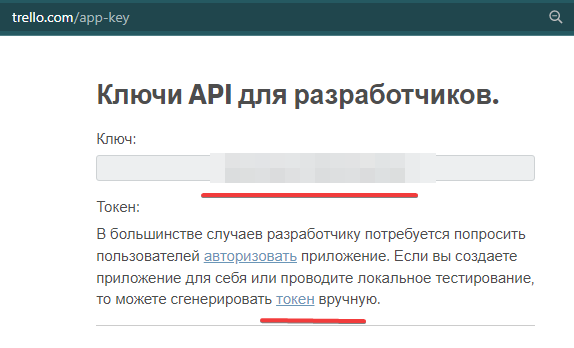 trello.com/app-key
Ключи API для разработчиков.
Ключ:
Токен:
В большинстве случаев разработчику потребуется попросить
пользователей авторизовать приложение. Если вы создаете
приложение для себя или проводите локальное тестирование,
то можете сгенерировать токен вручную.